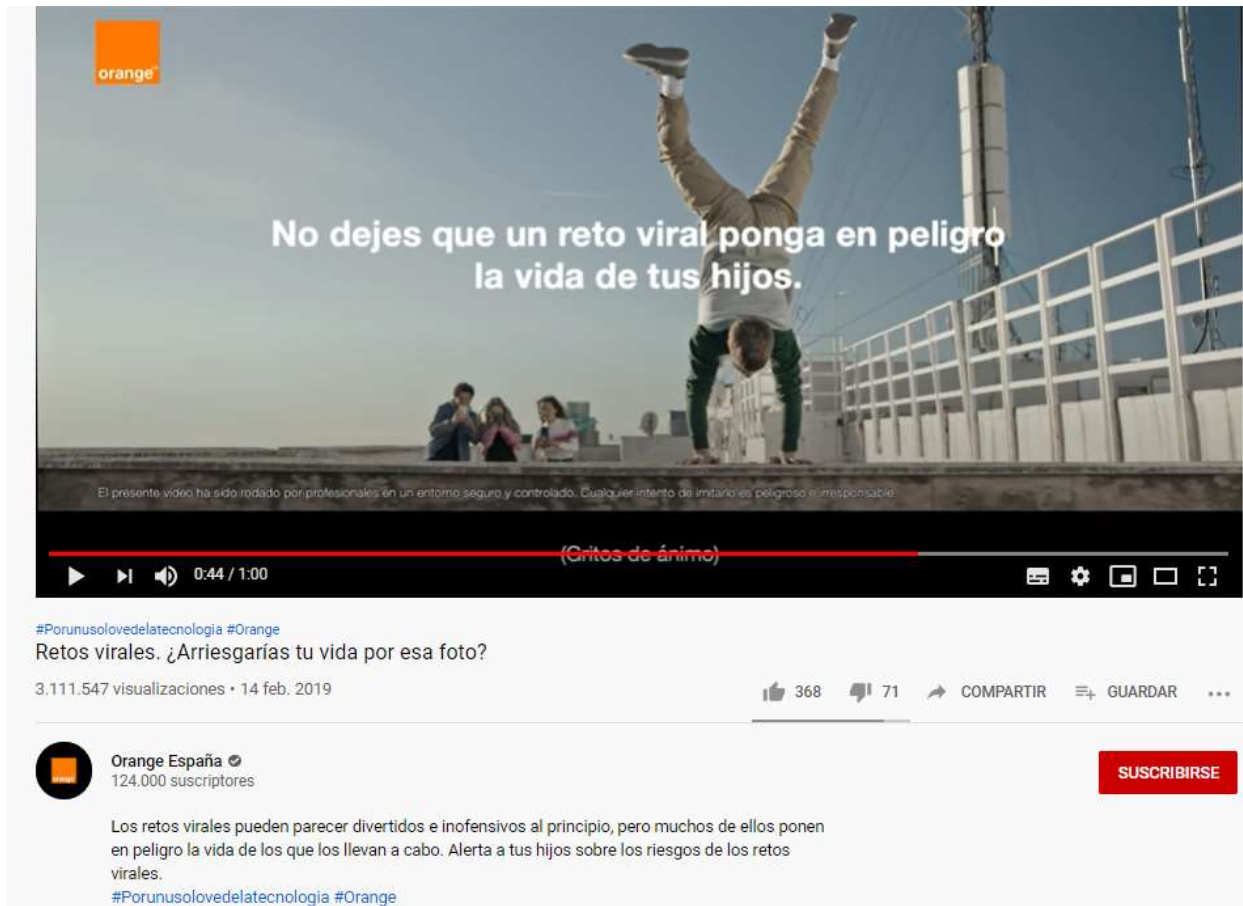 orange™
No dejes que un reto viral ponga en peligro
la vida de tus hijos.
El presente video ha sido rodado por profesionales en un entorno seguro y controlado. Cualquier intento de imitarlo es peligroso e irresponsable.
(Gritos de ánimo)
0:44 / 1:00
#Porunusolovedelatecnologia #Orange
Retos virales. ¿Arriesgarías tu vida por esa foto?
3.111.547 visualizaciones • 14 feb. 2019
368 71 COMPARTIR GUARDAR
orange
Orange España
124.000 suscriptores
SUSCRIBIRSE
Los retos virales pueden parecer divertidos e inofensivos al principio, pero muchos de ellos ponen
en peligro la vida de los que los llevan a cabo. Alerta a tus hijos sobre los riesgos de los retos
virales.
#Porunusolovedelatecnologia #Orange